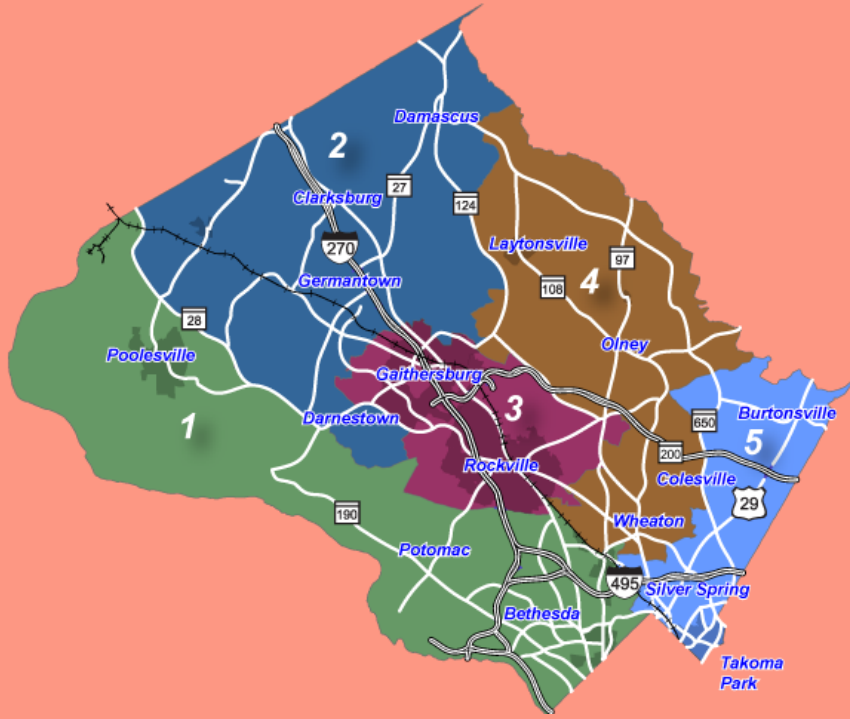 Damascus
2
27
Clarksburg
124
Laytonsville
270
97
Germantown
4
108
28
Olney
Poolesville
Gaithersburg
3
Burtonsville
Darnestown
650
1
5
200
Rockville
Colesville
29
190
Wheaton
Potomac
495
Silver Spring
Bethesda
Takoma
Park